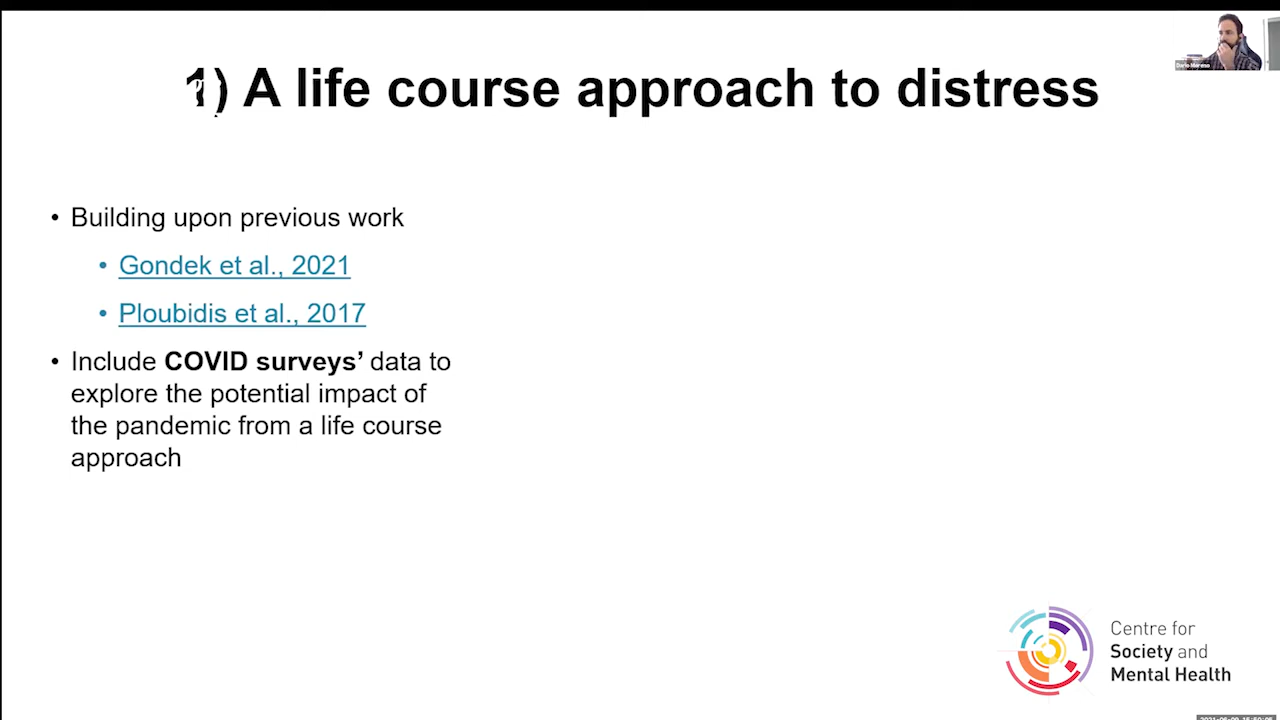 1) A life course approach to distress
• Building upon previous work
• Gondek et al., 2021
• Ploubidis et al., 2017
• Include COVID surveys’ data to
explore the potential impact of
the pandemic from a life course
approach
Centre for
Society and
Mental Health